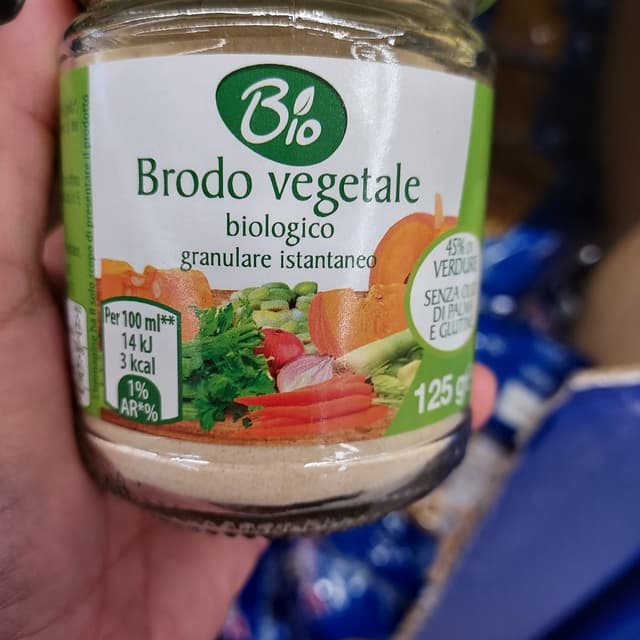 Bio
Brodo vegetale
biologico
granulare istantaneo
45% DI
VERDURE
SENZA OLIO
DI PALMA
E GLUTINE
Per 100 ml**
14 kJ
3 kcal
1%
AR*%
125 g